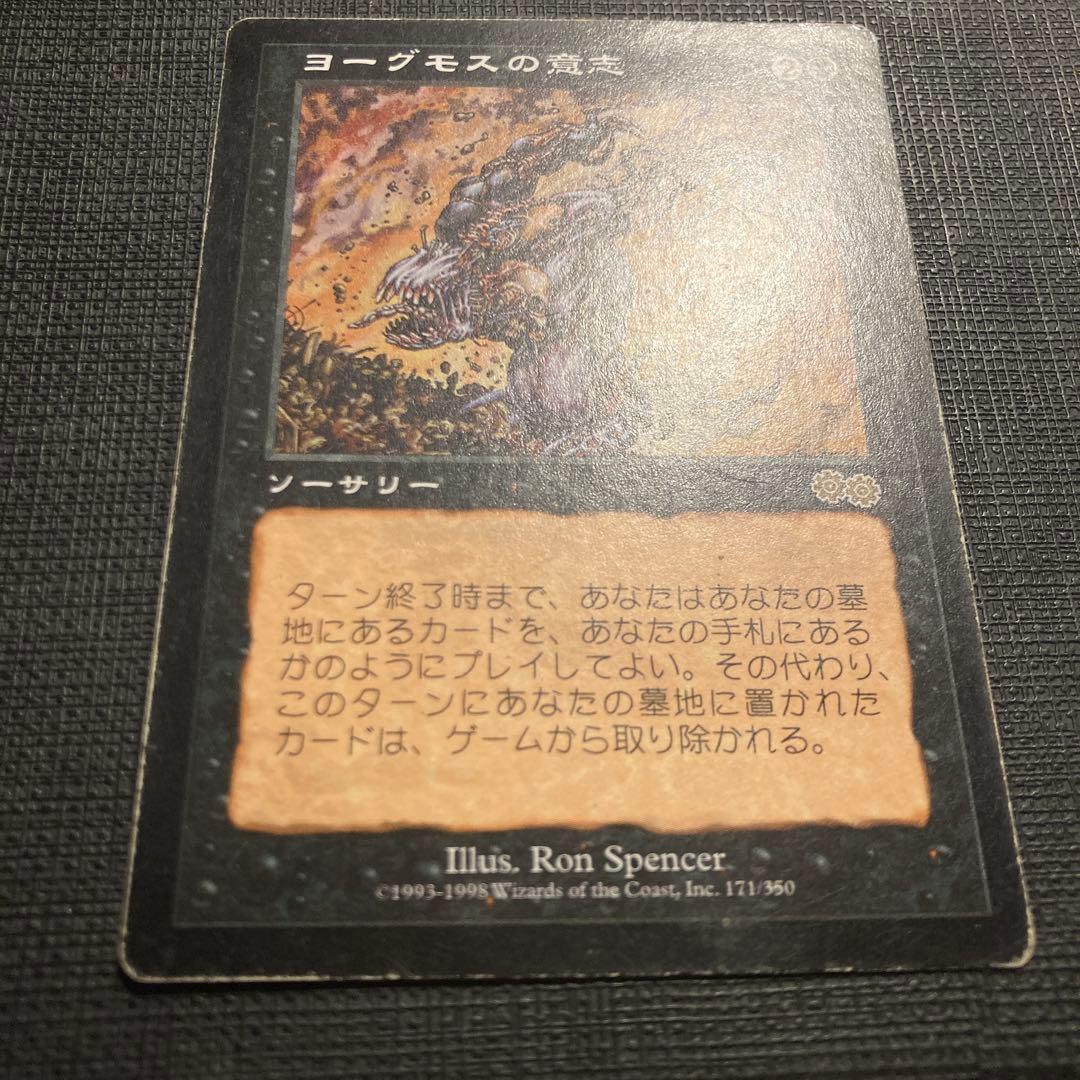 ヨーグモスの意志
2
ソーサリー
ターン終了時まで、あなたはあなたの墓
地にあるカードを、あなたの手札にある
かのようにプレイしてよい。その代わり、
このターンにあなたの墓地に置かれた
カードは、ゲームから取り除かれる。
Illus. Ron Spencer
©1993-1998 Wizards of the Coast, Inc. 171/350